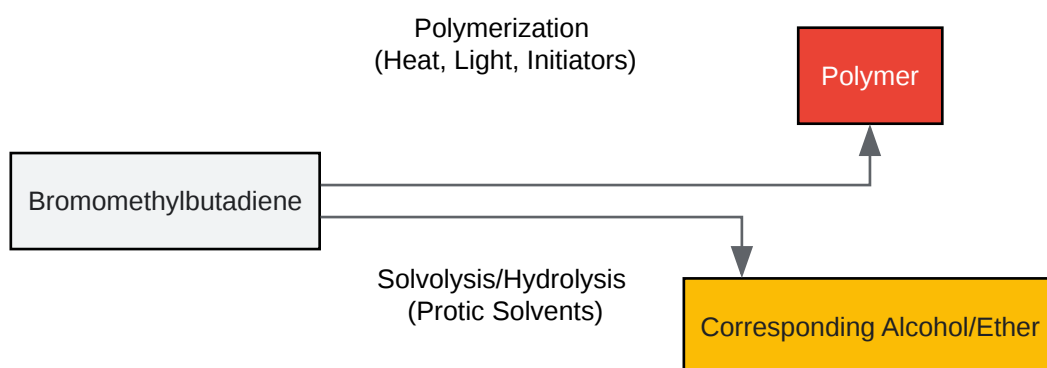 Polymerization
(Heat, Light, Initiators)
Polymer
Bromomethylbutadiene
Solvolysis/Hydrolysis
(Protic Solvents)
Corresponding Alcohol/Ether